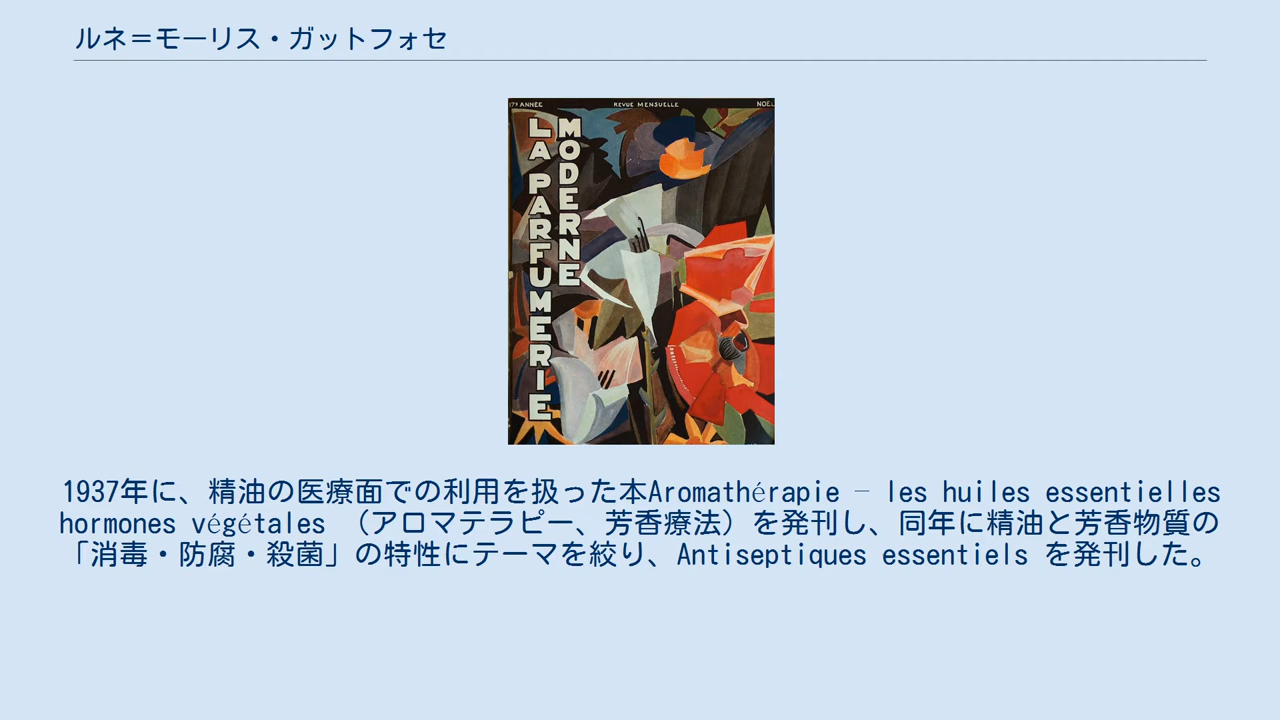 ルネ＝モーリス・ガットフォセ
17e ANNÉE REVUE MENSUELLE NOËL
LA PARFUMERIE
MODERNE
1937年に、精油の医療面での利用を扱った本Aromathérapie – les huiles essentielles
hormones végétales （アロマテラピー、芳香療法）を発刊し、同年に精油と芳香物質の
「消毒・防腐・殺菌」の特性にテーマを絞り、Antiseptiques essentiels を発刊した。